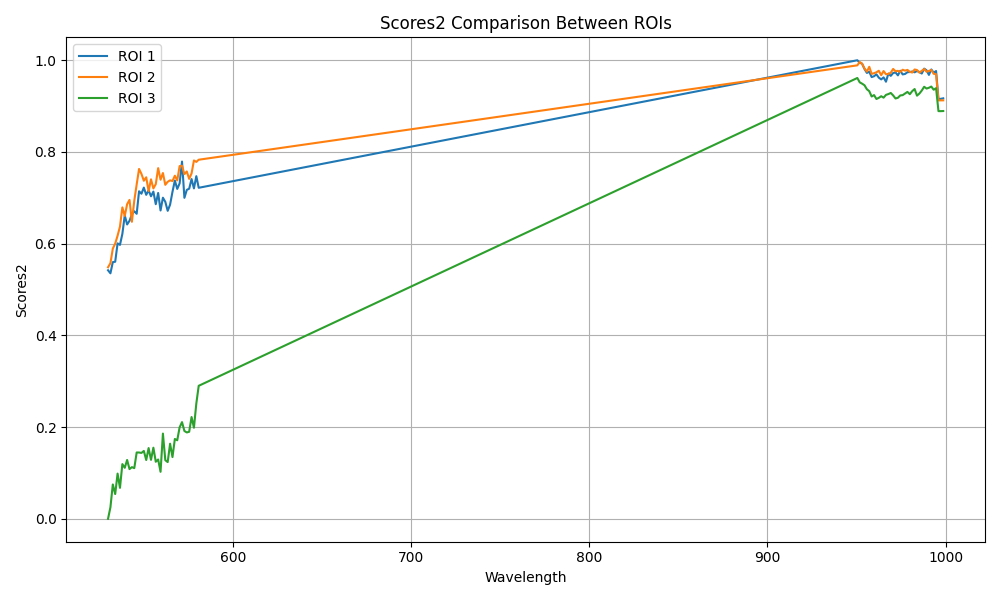 Scores2 Comparison Between ROIs
ROI 1
ROI 2
ROI 3
1.0
0.8
0.6
0.4
0.2
0.0
Scores2
600 700 800 900 1000
Wavelength